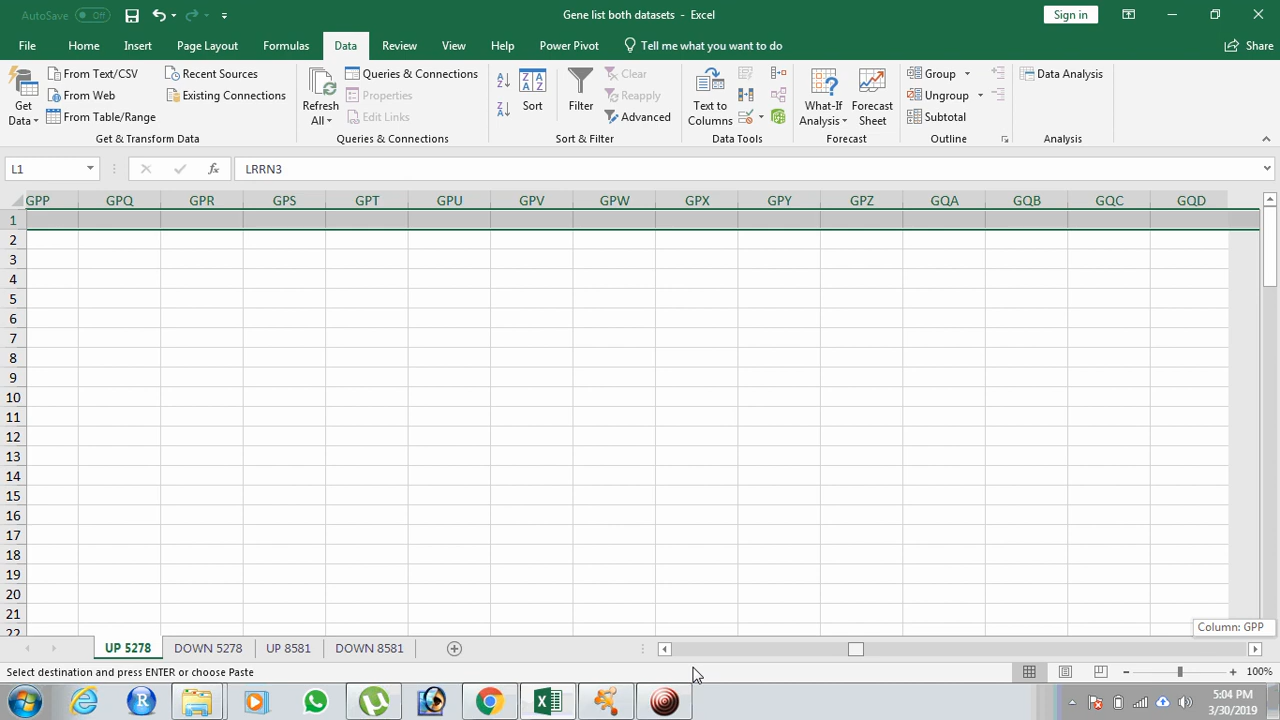 AutoSave Off
Gene list both datasets - Excel
Sign in
File Home Insert Page Layout Formulas Data Review View Help Power Pivot Tell me what you want to do Share
Get Data
From Text/CSV
From Web
From Table/Range
Recent Sources
Existing Connections
Get & Transform Data
Refresh All
Queries & Connections
Properties
Edit Links
Queries & Connections
Sort
Filter
Clear
Reapply
Advanced
Sort & Filter
Text to Columns
Data Tools
What-If Analysis
Forecast Sheet
Forecast
Group
Ungroup
Subtotal
Outline
Data Analysis
Analysis
L1 fx LRRN3
GPP GPQ GPR GPS GPT GPU GPV GPW GPX GPY GPZ GQA GQB GQC GQD
1
2
3
4
5
6
7
8
9
10
11
12
13
14
15
16
17
18
19
20
21
22
Column: GPP
UP 5278 DOWN 5278 UP 8581 DOWN 8581
Select destination and press ENTER or choose Paste
100%
5:04 PM
3/30/2019